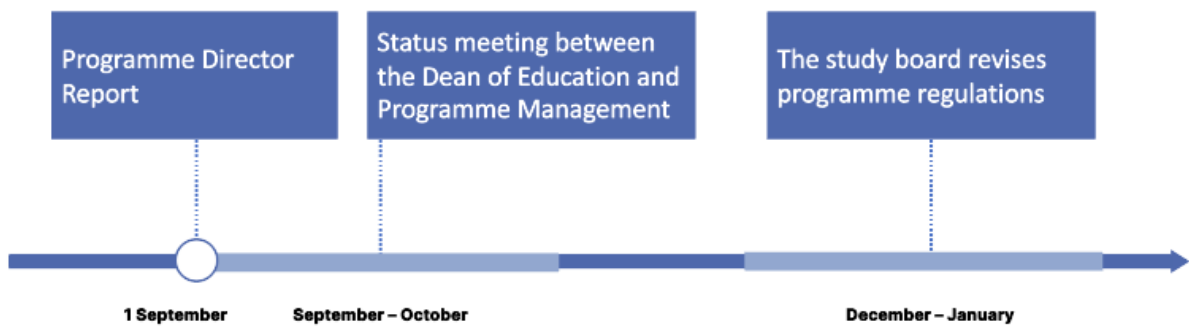 Programme Director
Report
Status meeting between
the Dean of Education and
Programme Management
The study board revises
programme regulations
1 September
September – October
December – January